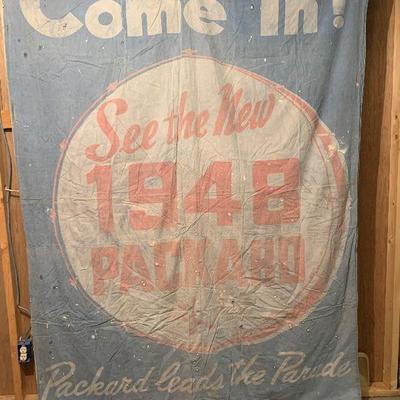 Come in!
See the New
1948
PACKARD
Packard leads the Parade